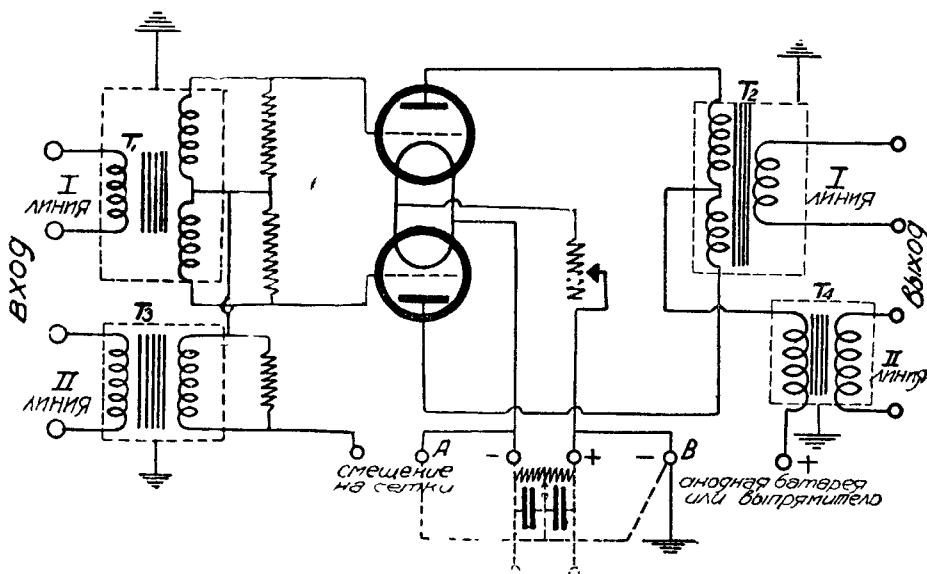 T2
T1
I
линия
I
линия
вход
выход
T3
T4
II
линия
II
линия
A
-
+
-
B
+
смещение
на сетки
анодная батарея
или выпрямитель